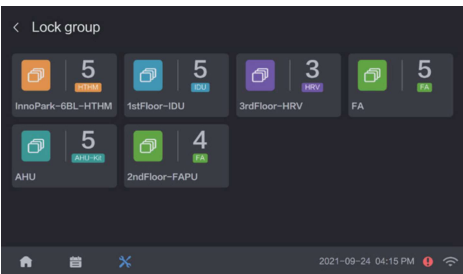 < Lock group
5
HTHM
InnoPark-6BL-HTHM
5
IDU
1stFloor-IDU
3
HRV
3rdFloor-HRV
5
FA
FA
5
AHU-Kit
AHU
4
FA
2ndFloor-FAPU
2021-09-24 04:15 PM